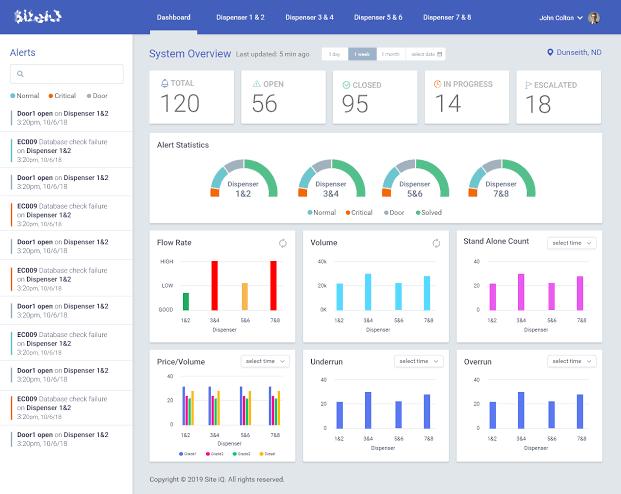 Dashboard
Dispenser 1 & 2
Dispenser 3 & 4
Dispenser 5 & 6
Dispenser 7 & 8
John Colton
Alerts
System Overview
Last updated: 5 min ago
1 day
1 week
1 month
select date
Dunseith, ND
Normal
Critical
Door
Door1 open on Dispenser 1&2
3:20pm, 10/6/18
EC009 Database check failure
on Dispenser 1&2
3:20pm, 10/6/18
Door1 open on Dispenser 1&2
3:20pm, 10/6/18
EC009 Database check failure
on Dispenser 1&2
3:20pm, 10/6/18
Door1 open on Dispenser 1&2
3:20pm, 10/6/18
EC009 Database check failure
on Dispenser 1&2
3:20pm, 10/6/18
Door1 open on Dispenser 1&2
3:20pm, 10/6/18
EC009 Database check failure
on Dispenser 1&2
3:20pm, 10/6/18
Door1 open on Dispenser 1&2
3:20pm, 10/6/18
EC009 Database check failure
on Dispenser 1&2
3:20pm, 10/6/18
Door1 open on Dispenser 1&2
3:20pm, 10/6/18
TOTAL
120
OPEN
56
CLOSED
95
IN PROGRESS
14
ESCALATED
18
Alert Statistics
Dispenser
1&2
Dispenser
3&4
Dispenser
5&6
Dispenser
7&8
Normal
Critical
Door
Solved
Flow Rate
HIGH
LOW
GOOD
1&2 3&4 5&6 7&8
Dispenser
Volume
40k
20k
0K
1&2 3&4 5&6 7&8
Dispenser
Stand Alone Count
select time
40
20
0
1&2 3&4 5&6 7&8
Dispenser
Price/Volume
select time
40
20
1&2 3&4 5&6 7&8
Dispenser
Underrun
select time
40
20
0
1&2 3&4 5&6 7&8
Dispenser
Overrun
select time
40
20
0
1&2 3&4 5&6 7&8
Dispenser
Copyright © 2019 Site iQ. All rights reserved.